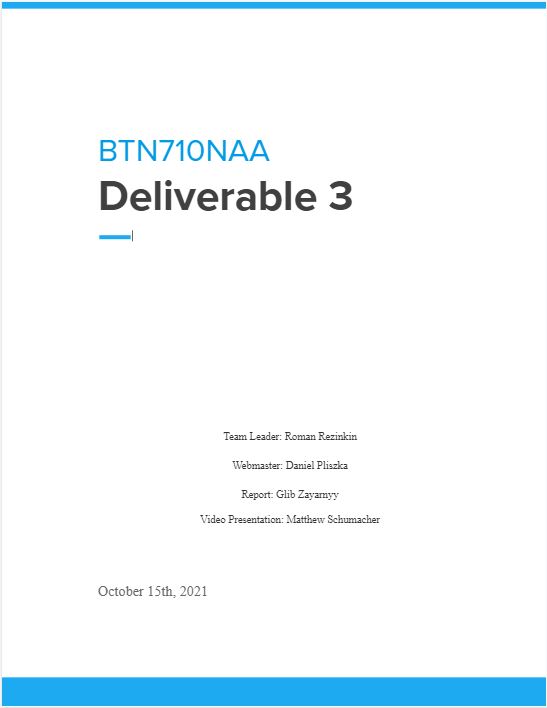 BTN710NAA
Deliverable 3
Team Leader: Roman Rezinkin
Webmaster: Daniel Pliszka
Report: Glib Zayarnyy
Video Presentation: Matthew Schumacher
October 15th, 2021